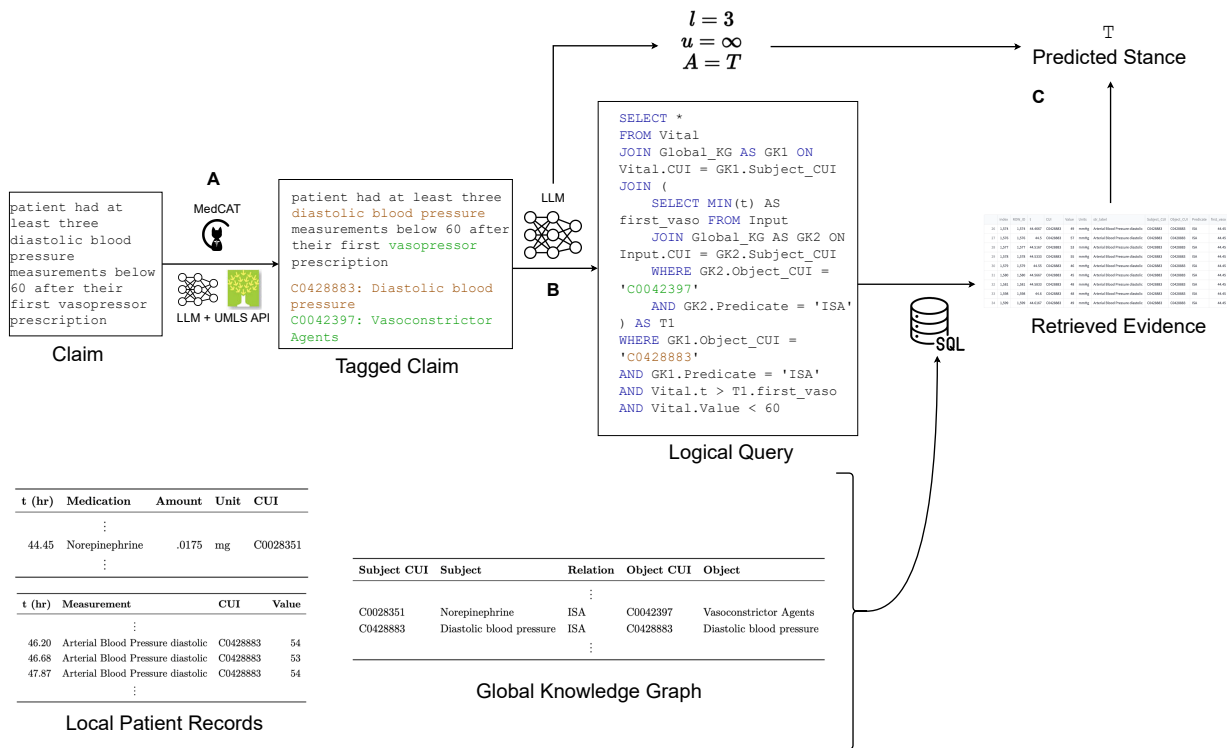 l = 3
u = ∞
A = T
T
Predicted Stance
C
A
MedCAT
LLM + UMLS API
patient had at
least three
diastolic blood
pressure
measurements below
60 after their
first vasopressor
prescription
Claim
patient had at least three
diastolic blood pressure
measurements below 60 after
their first vasopressor
prescription
C0428883: Diastolic blood
pressure
C0042397: Vasoconstrictor
Agents
Tagged Claim
LLM
B
SELECT *
FROM Vital
JOIN Global_KG AS GK1 ON
Vital.CUI = GK1.Subject_CUI
JOIN (
SELECT MIN(t) AS
first_vaso FROM Input
JOIN Global_KG AS GK2 ON
Input.CUI = GK2.Subject_CUI
WHERE GK2.Object_CUI =
'C0042397'
AND GK2.Predicate = 'ISA'
) AS T1
WHERE GK1.Object_CUI =
'C0428883'
AND GK1.Predicate = 'ISA'
AND Vital.t > T1.first_vaso
AND Vital.Value < 60
Logical Query
SQL
Retrieved Evidence
t (hr) Medication Amount Unit CUI
⋮
44.45 Norepinephrine .0175 mg C0028351
⋮
t (hr) Measurement CUI Value
⋮
46.20 Arterial Blood Pressure diastolic C0428883 54
46.68 Arterial Blood Pressure diastolic C0428883 53
47.87 Arterial Blood Pressure diastolic C0428883 54
⋮
Local Patient Records
Subject CUI Subject Relation Object CUI Object
⋮
C0028351 Norepinephrine ISA C0042397 Vasoconstrictor Agents
C0428883 Diastolic blood pressure ISA C0428883 Diastolic blood pressure
⋮
Global Knowledge Graph